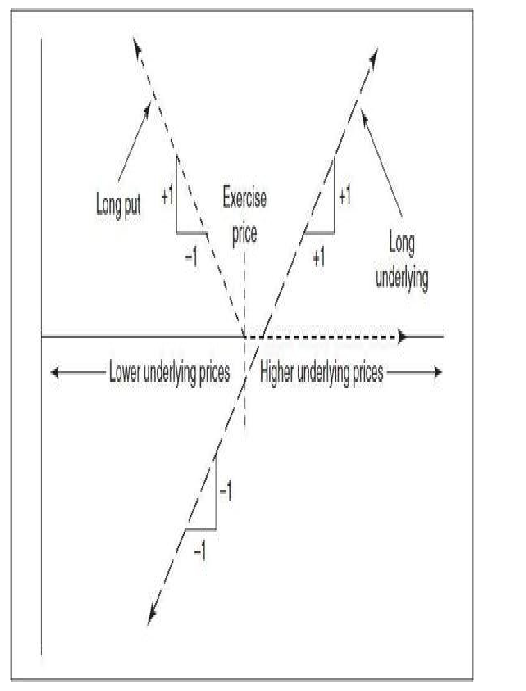 Long put
+1
−1
Exercise
price
+1
+1
Long
underlying
Lower underlying prices
Higher underlying prices
−1
−1